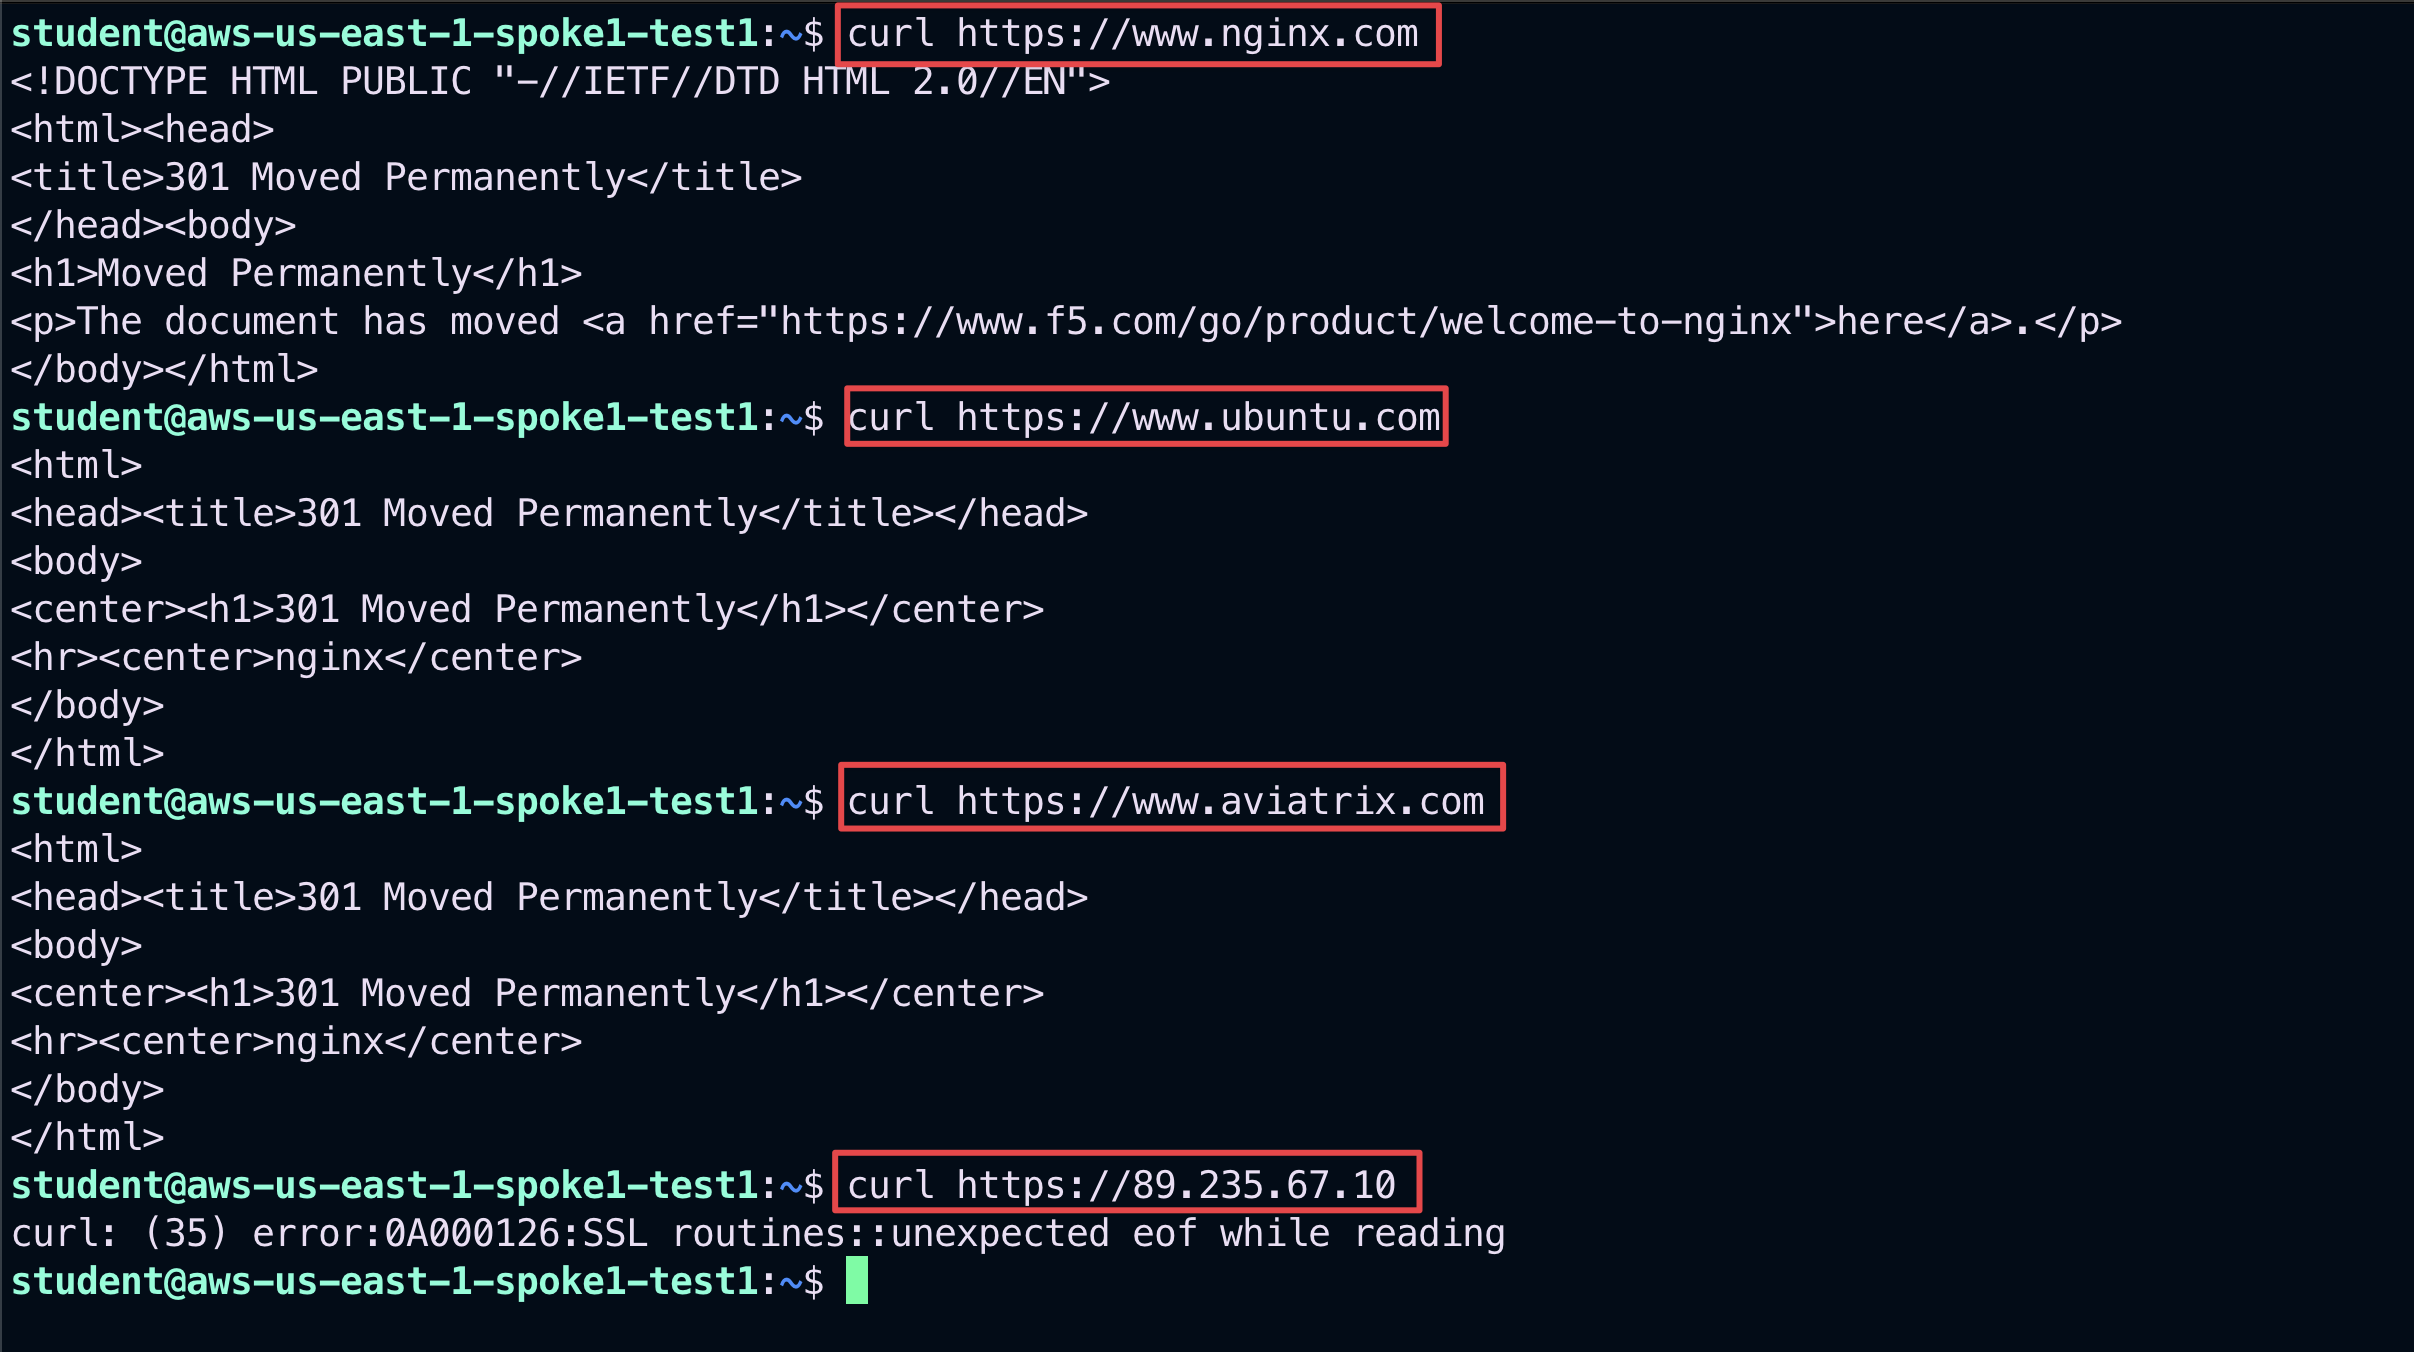 student@aws-us-east-1-spoke1-test1:~$ curl https://www.nginx.com
<!DOCTYPE HTML PUBLIC "-//IETF//DTD HTML 2.0//EN">
<html><head>
<title>301 Moved Permanently</title>
</head><body>
<h1>Moved Permanently</h1>
<p>The document has moved <a href="https://www.f5.com/go/product/welcome-to-nginx">here</a>.</p>
</body></html>
student@aws-us-east-1-spoke1-test1:~$ curl https://www.ubuntu.com
<html>
<head><title>301 Moved Permanently</title></head>
<body>
<center><h1>301 Moved Permanently</h1></center>
<hr><center>nginx</center>
</body>
</html>
student@aws-us-east-1-spoke1-test1:~$ curl https://www.aviatrix.com
<html>
<head><title>301 Moved Permanently</title></head>
<body>
<center><h1>301 Moved Permanently</h1></center>
<hr><center>nginx</center>
</body>
</html>
student@aws-us-east-1-spoke1-test1:~$ curl https://89.235.67.10
curl: (35) error:0A000126:SSL routines::unexpected eof while reading
student@aws-us-east-1-spoke1-test1:~$